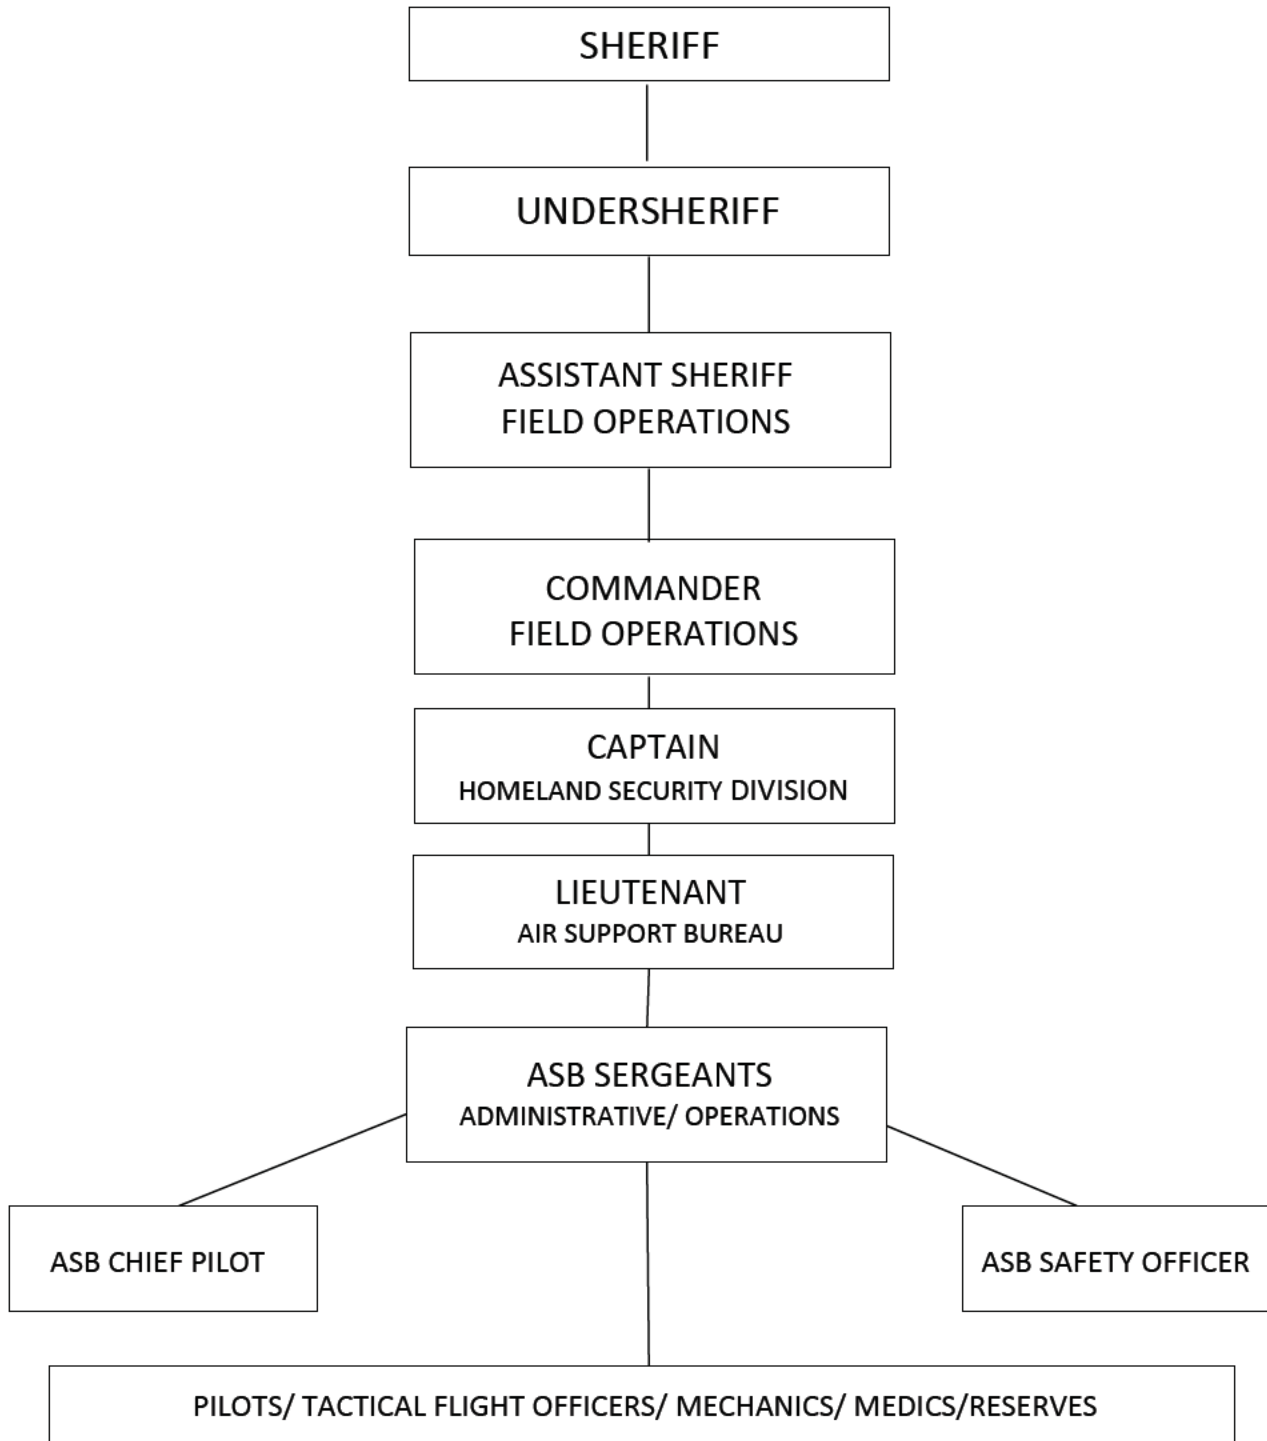 SHERIFF
UNDERSHERIFF
ASSISTANT SHERIFF
FIELD OPERATIONS
COMMANDER
FIELD OPERATIONS
CAPTAIN
HOMELAND SECURITY DIVISION
LIEUTENANT
AIR SUPPORT BUREAU
ASB SERGEANTS
ADMINISTRATIVE/ OPERATIONS
ASB CHIEF PILOT
ASB SAFETY OFFICER
PILOTS/ TACTICAL FLIGHT OFFICERS/ MECHANICS/ MEDICS/RESERVES